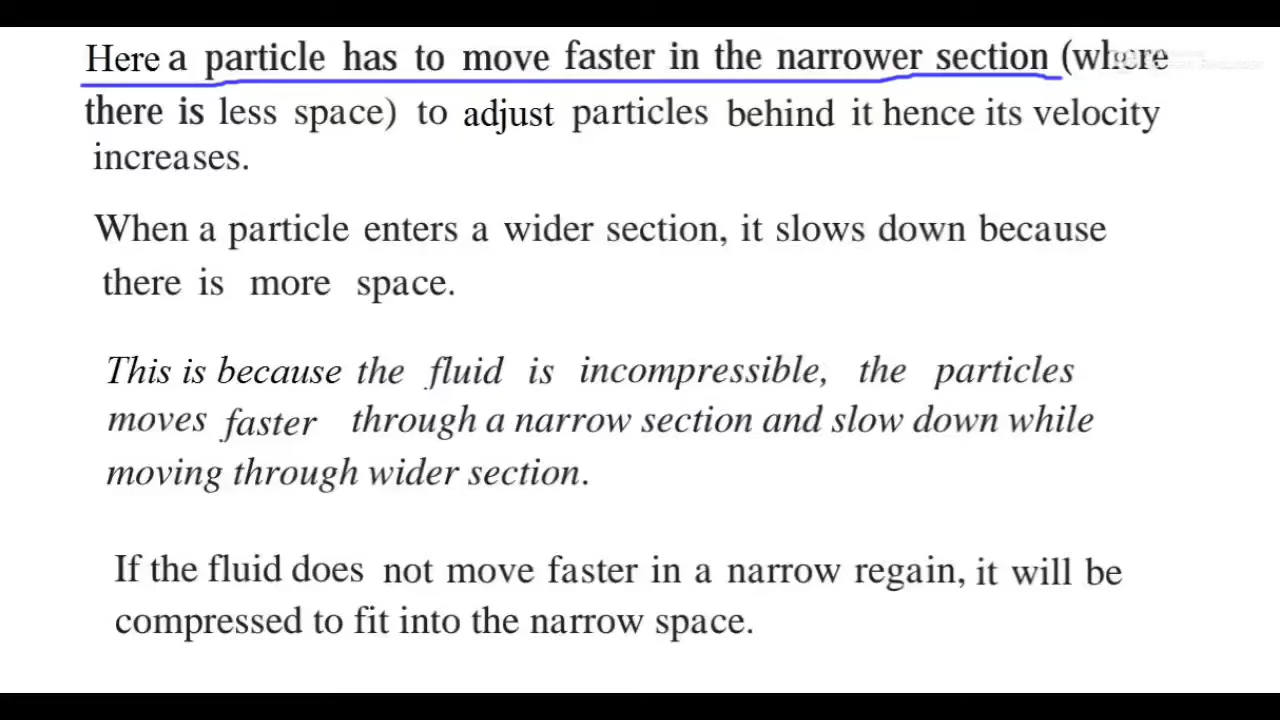 Here a particle has to move faster in the narrower section (where
there is less space) to adjust particles behind it hence its velocity
increases.
When a particle enters a wider section, it slows down because
there is more space.
This is because the fluid is incompressible, the particles
moves faster through a narrow section and slow down while
moving through wider section.
If the fluid does not move faster in a narrow regain, it will be
compressed to fit into the narrow space.